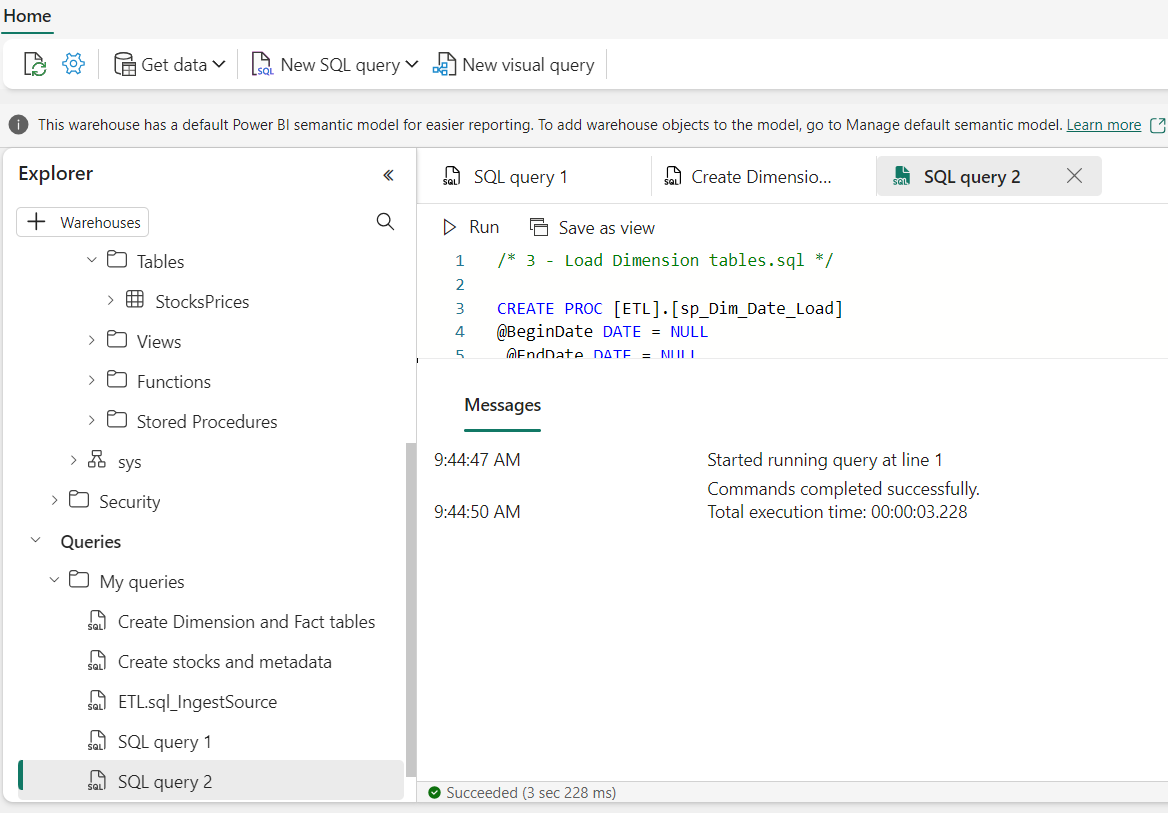 Home
Get data New SQL query New visual query
This warehouse has a default Power BI semantic model for easier reporting. To add warehouse objects to the model, go to Manage default semantic model. Learn more
Explorer
Warehouses
Tables
StocksPrices
Views
Functions
Stored Procedures
sys
Security
Queries
My queries
Create Dimension and Fact tables
Create stocks and metadata
ETL.sql_IngestSource
SQL query 1
SQL query 2
SQL query 1 Create Dimensio... SQL query 2
Run Save as view
1 /* 3 - Load Dimension tables.sql */
2
3 CREATE PROC [ETL].[sp_Dim_Date_Load]
4 @BeginDate DATE = NULL
5 @EndDate DATE = NULL
Messages
9:44:47 AM Started running query at line 1
Commands completed successfully.
9:44:50 AM Total execution time: 00:00:03.228
Succeeded (3 sec 228 ms)